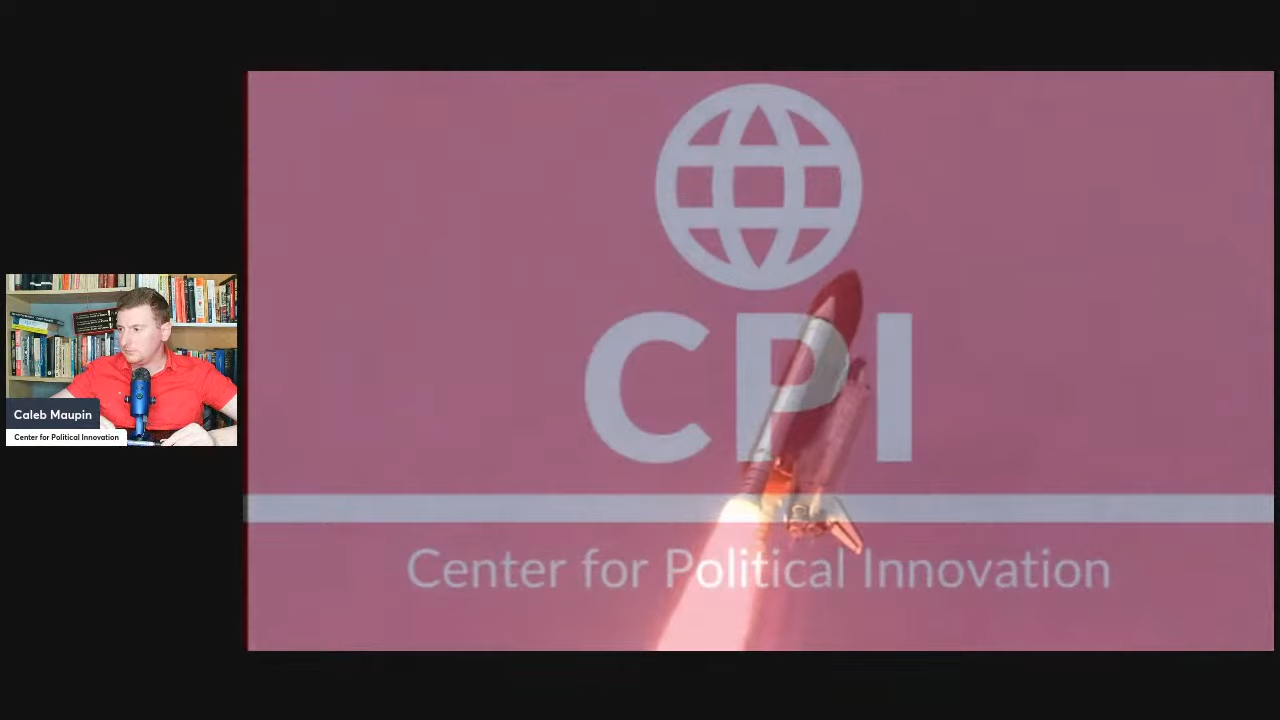 CPI
Center for Political Innovation
Caleb Maupin
Center for Political Innovation